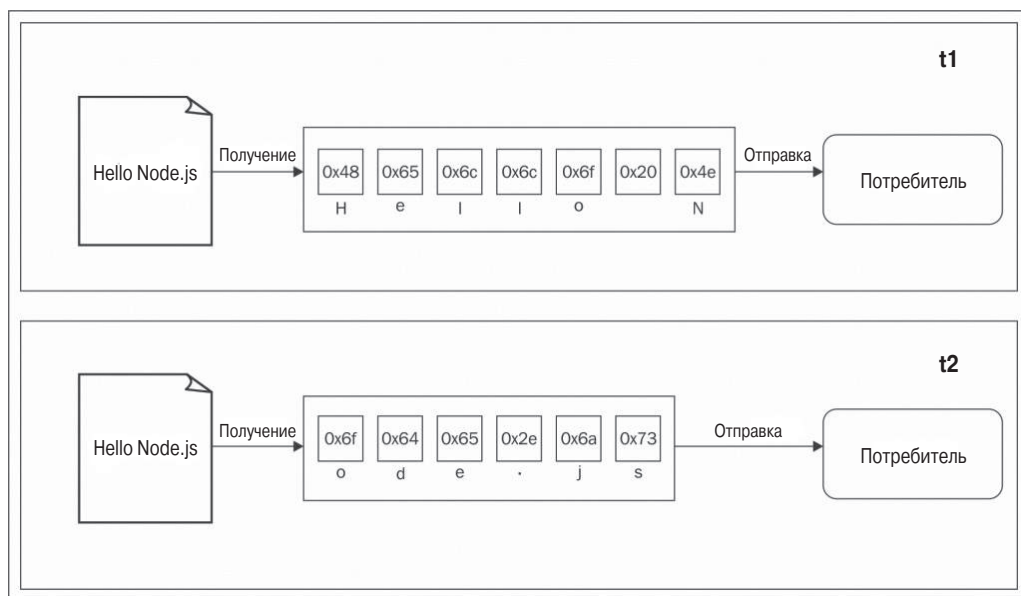 t1
Hello Node.js
Получение
0x48 0x65 0x6c 0x6c 0x6f 0x20 0x4e
H e l l o N
Отправка
Потребитель
t2
Hello Node.js
Получение
0x6f 0x64 0x65 0x2e 0x6a 0x73
o d e . j s
Отправка
Потребитель